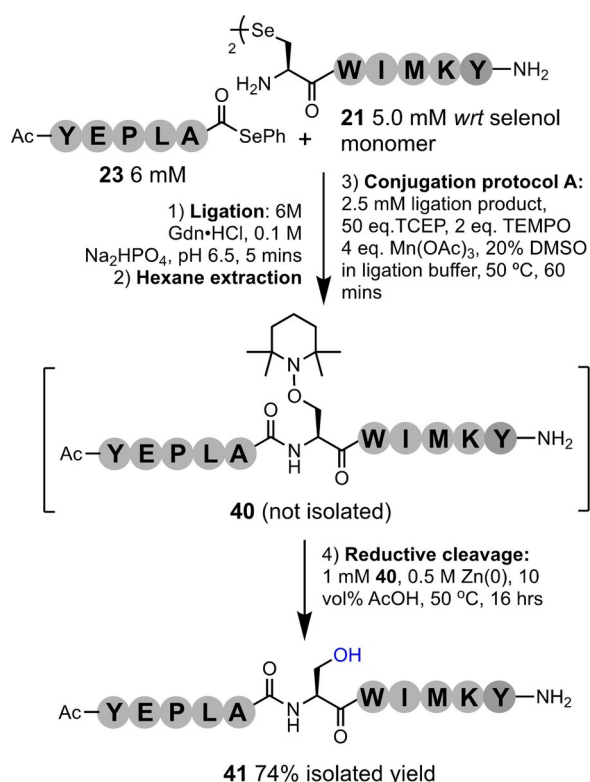 Se
2
H2N
O
W I M K Y NH2
21 5.0 mM wrt selenol
monomer
O
Ac Y E P L A SePh +
23 6 mM
1) Ligation: 6M
Gdn•HCl, 0.1 M
Na2HPO4, pH 6.5, 5 mins
2) Hexane extraction
3) Conjugation protocol A:
2.5 mM ligation product,
50 eq.TCEP, 2 eq. TEMPO
4 eq. Mn(OAc)3, 20% DMSO
in ligation buffer, 50 ºC, 60
mins
N
O
O
Ac Y E P L A N H O W I M K Y NH2
40 (not isolated)
4) Reductive cleavage:
1 mM 40, 0.5 M Zn(0), 10
vol% AcOH, 50 ºC, 16 hrs
OH
O
Ac Y E P L A N H O W I M K Y NH2
41 74% isolated yield